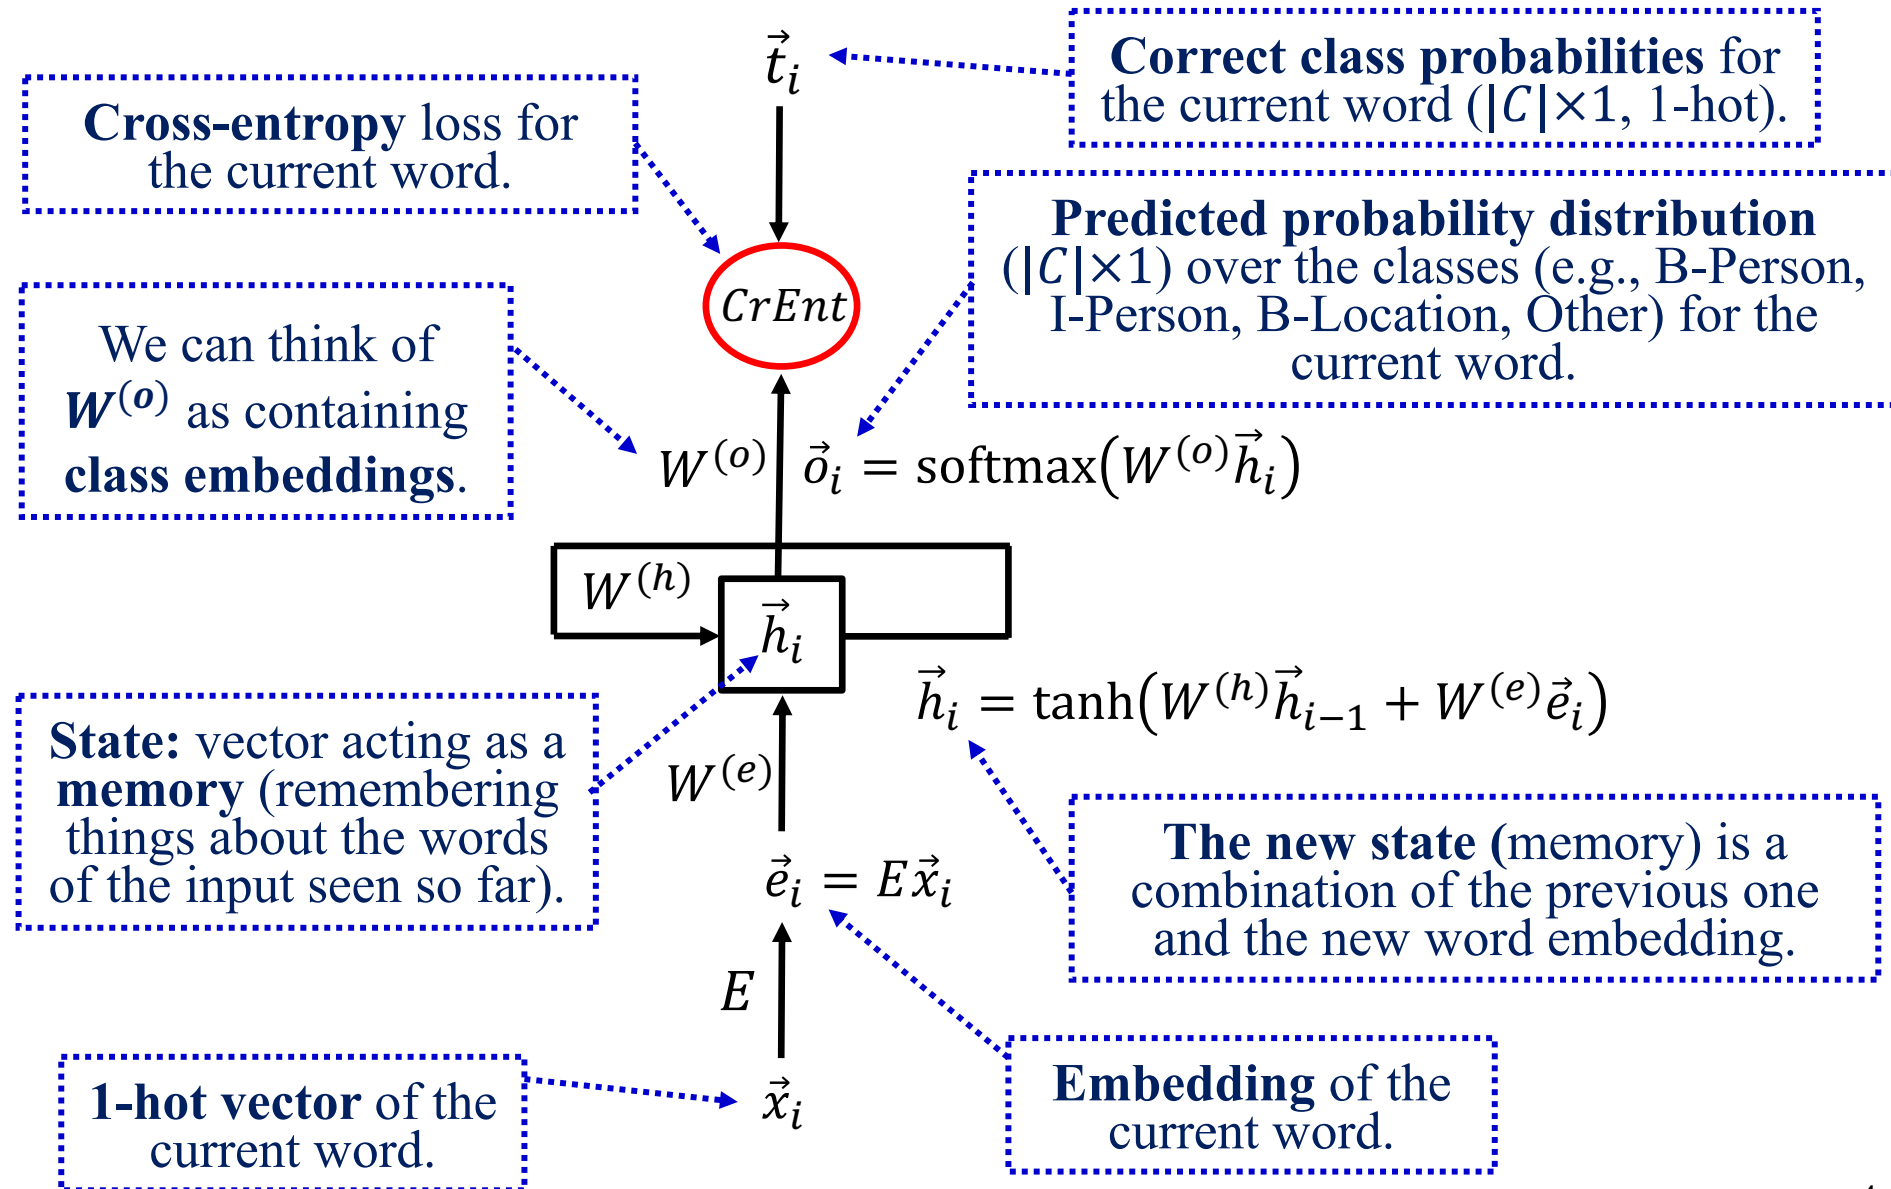 t⃗ᵢ
Correct class probabilities for
the current word (|C|×1, 1-hot).
Cross-entropy loss for
the current word.
Predicted probability distribution
(|C|×1) over the classes (e.g., B-Person,
I-Person, B-Location, Other) for the
current word.
CrEnt
We can think of
W⁽ᵒ⁾ as containing
class embeddings.
W⁽ᵒ⁾ o⃗ᵢ = softmax(W⁽ᵒ⁾h⃗ᵢ)
W⁽ʰ⁾
h⃗ᵢ
h⃗ᵢ = tanh(W⁽ʰ⁾h⃗ᵢ₋₁ + W⁽ᵉ⁾e⃗ᵢ)
State: vector acting as a
memory (remembering
things about the words
of the input seen so far).
W⁽ᵉ⁾
The new state (memory) is a
combination of the previous one
and the new word embedding.
e⃗ᵢ = Ex⃗ᵢ
E
Embedding of the
current word.
1-hot vector of the
current word.
x⃗ᵢ